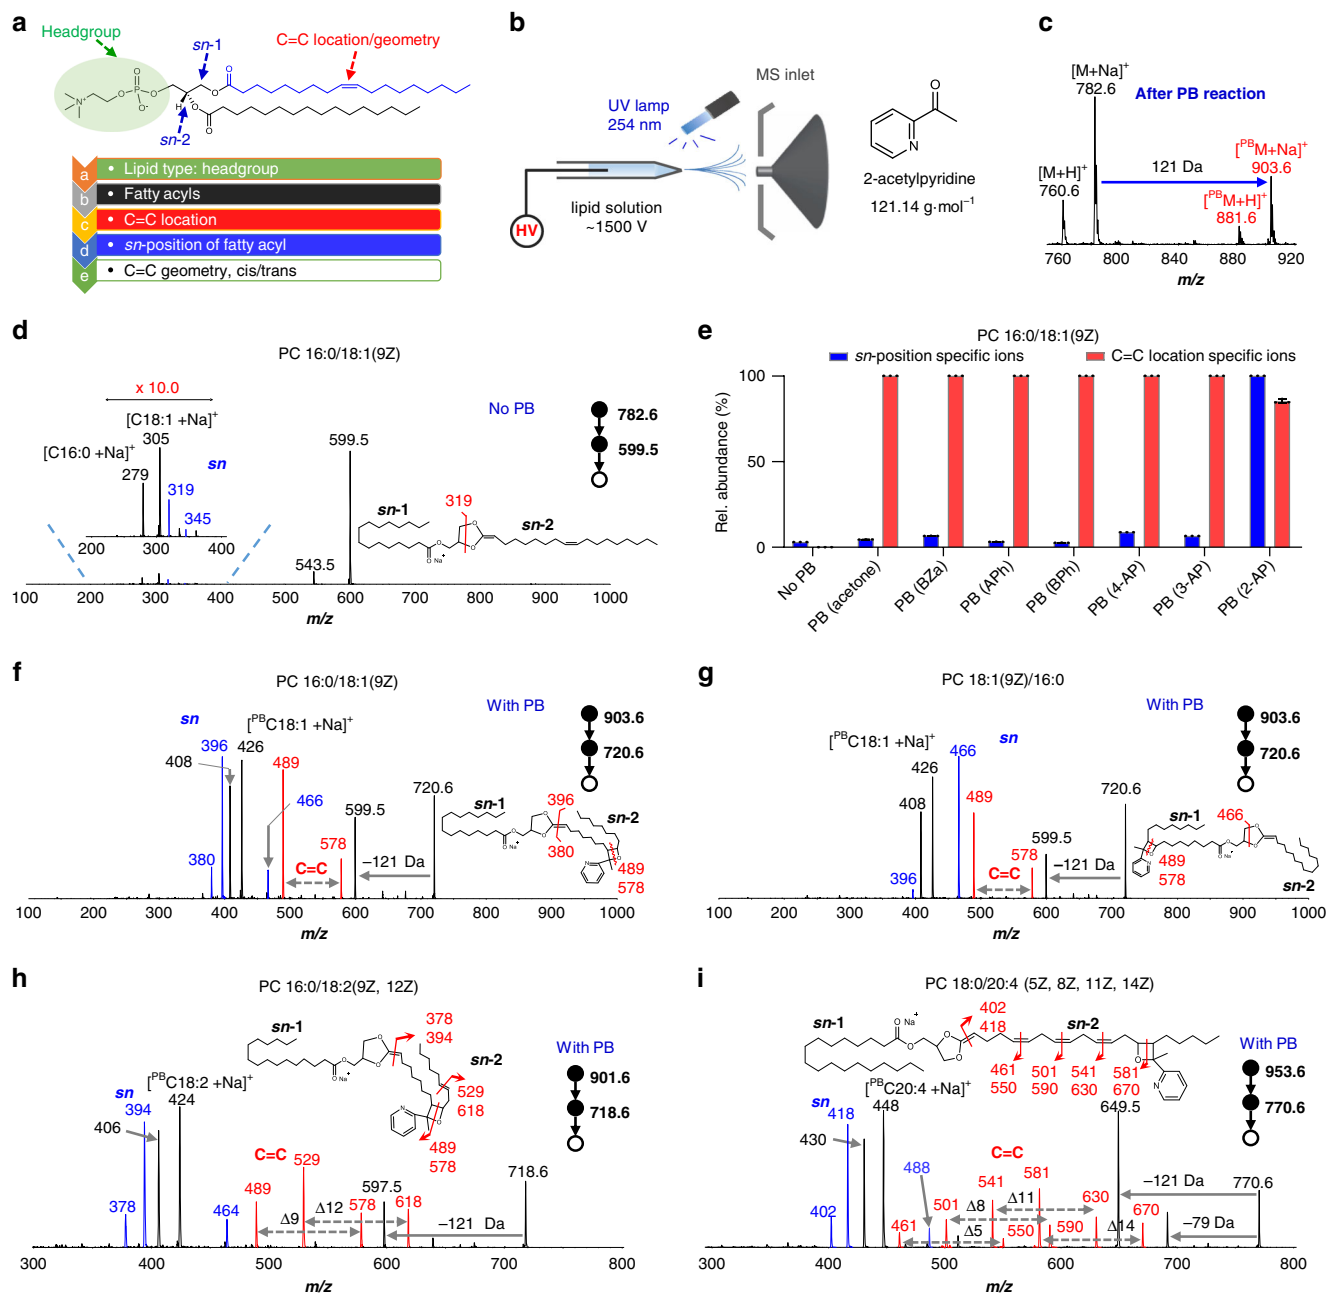 a
Headgroup
sn-1
C=C location/geometry
sn-2
O
O
P
O
O-
N+
O
O
H
O
O
a • Lipid type: headgroup
b • Fatty acyls
c • C=C location
d • sn-position of fatty acyl
e • C=C geometry, cis/trans
b
MS inlet
UV lamp
254 nm
HV
lipid solution
~1500 V
O
N
2-acetylpyridine
121.14 g·mol−1
c
[M+Na]+
782.6
After PB reaction
[M+H]+
760.6
121 Da
[PBM+Na]+
903.6
[PBM+H]+
881.6
760 800 840 880 920
m/z
d
PC 16:0/18:1(9Z)
x 10.0
[C18:1 +Na]+
305
[C16:0 +Na]+
279
sn
319
345
200 300 400
No PB
782.6
599.5
599.5
543.5
sn-1
319
sn-2
O
O
O
O
Na+
100 200 300 400 500 600 700 800 900 1000
m/z
e
PC 16:0/18:1(9Z)
sn-position specific ions
C=C location specific ions
Rel. abundance (%)
100
50
0
No PB
PB (acetone)
PB (BZa)
PB (APh)
PB (BPh)
PB (4-AP)
PB (3-AP)
PB (2-AP)
f
PC 16:0/18:1(9Z)
With PB
903.6
720.6
sn
[PBC18:1 +Na]+
396
426
408
489
466
380
C=C
578
599.5
−121 Da
720.6
sn-1
396
380
sn-2
489
578
O
O
O
O
O
N
Na+
100 200 300 400 500 600 700 800 900 1000
m/z
g
PC 18:1(9Z)/16:0
With PB
903.6
720.6
[PBC18:1 +Na]+
sn
466
426
408
489
396
C=C
578
599.5
−121 Da
720.6
sn-1
466
489
578
sn-2
O
O
O
O
O
N
Na+
100 200 300 400 500 600 700 800 900 1000
m/z
h
PC 16:0/18:2(9Z, 12Z)
With PB
901.6
718.6
sn-1
378
394
sn-2
529
618
489
578
O
O
O
O
O
N
Na+
[PBC18:2 +Na]+
sn
394
424
406
378
464
C=C
489
529
Δ12
Δ9
578
597.5
618
−121 Da
718.6
300 400 500 600 700 800
m/z
i
PC 18:0/20:4 (5Z, 8Z, 11Z, 14Z)
With PB
953.6
770.6
sn-1
402
418
sn-2
461
550
501
590
541
630
581
670
O
O
O
O
O
N
Na+
[PBC20:4 +Na]+
sn
418
448
430
402
488
C=C
461
501
541
581
Δ8
Δ11
Δ5
550
590
630
Δ14
670
649.5
−121 Da
−79 Da
770.6
300 400 500 600 700 800
m/z